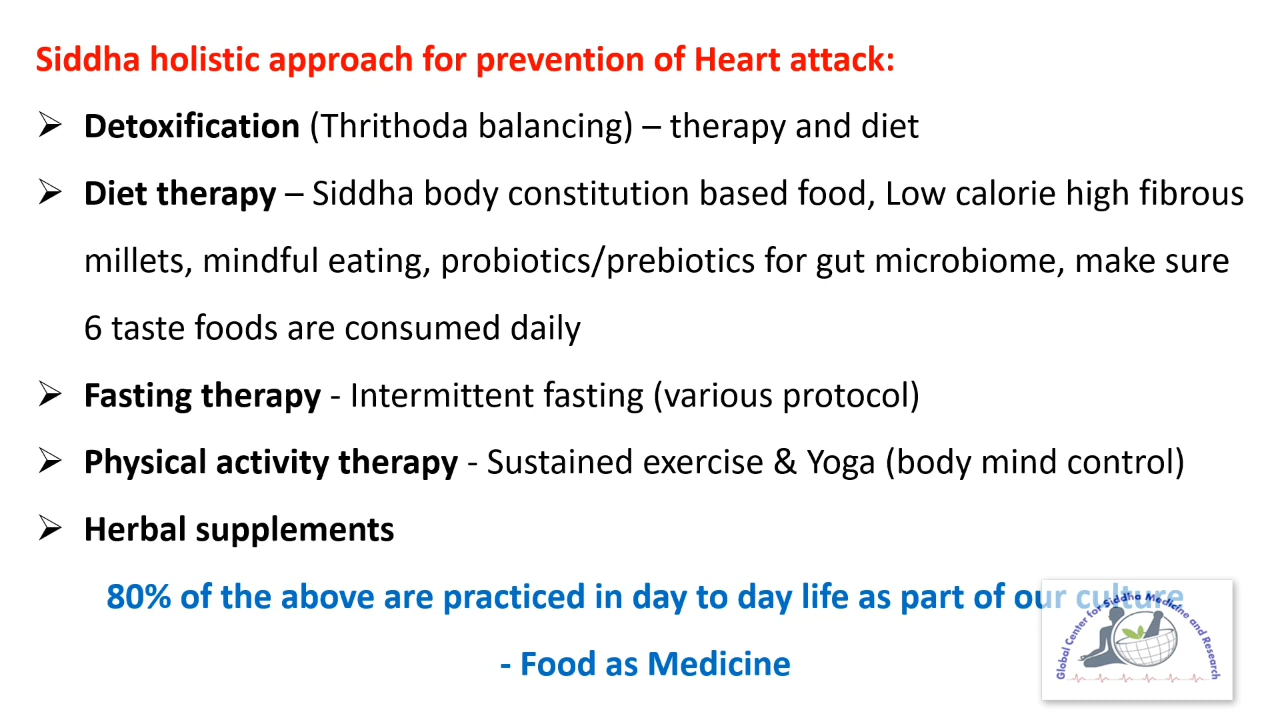 Siddha holistic approach for prevention of Heart attack:
➢ Detoxification (Thrithoda balancing) – therapy and diet
➢ Diet therapy – Siddha body constitution based food, Low calorie high fibrous
millets, mindful eating, probiotics/prebiotics for gut microbiome, make sure
6 taste foods are consumed daily
➢ Fasting therapy - Intermittent fasting (various protocol)
➢ Physical activity therapy - Sustained exercise & Yoga (body mind control)
➢ Herbal supplements
80% of the above are practiced in day to day life as part of our culture
- Food as Medicine
Global Center for Siddha Medicine and Research